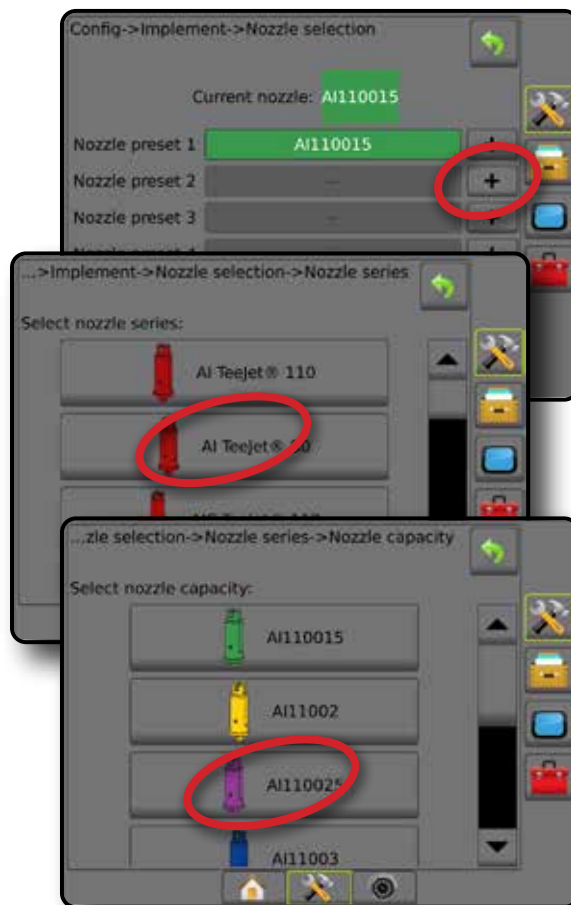 Config->Implement->Nozzle selection
Current nozzle: AI110015
Nozzle preset 1 AI110015 +
Nozzle preset 2 -- +
Nozzle preset 3 -- +
...>Implement->Nozzle selection->Nozzle series
Select nozzle series:
AI TeeJet® 110
AI TeeJet® 80
...zle selection->Nozzle series->Nozzle capacity
Select nozzle capacity:
AI110015
AI11002
AI110025
AI11003